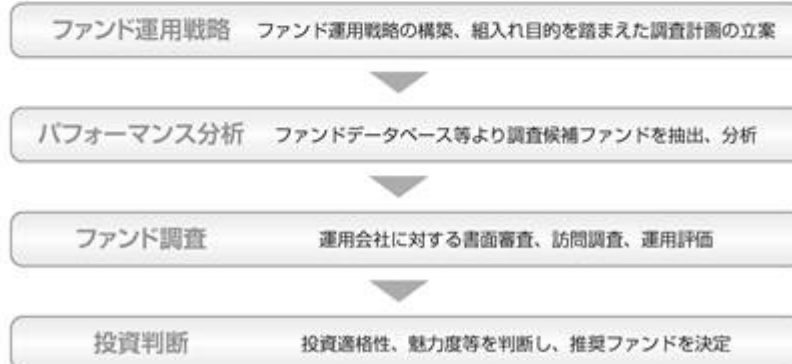 ファンド運用戦略 ファンド運用戦略の構築、組入れ目的を踏まえた調査計画の立案
パフォーマンス分析 ファンドデータベース等より調査候補ファンドを抽出、分析
ファンド調査 運用会社に対する書面審査、訪問調査、運用評価
投資判断 投資適格性、魅力度等を判断し、推奨ファンドを決定